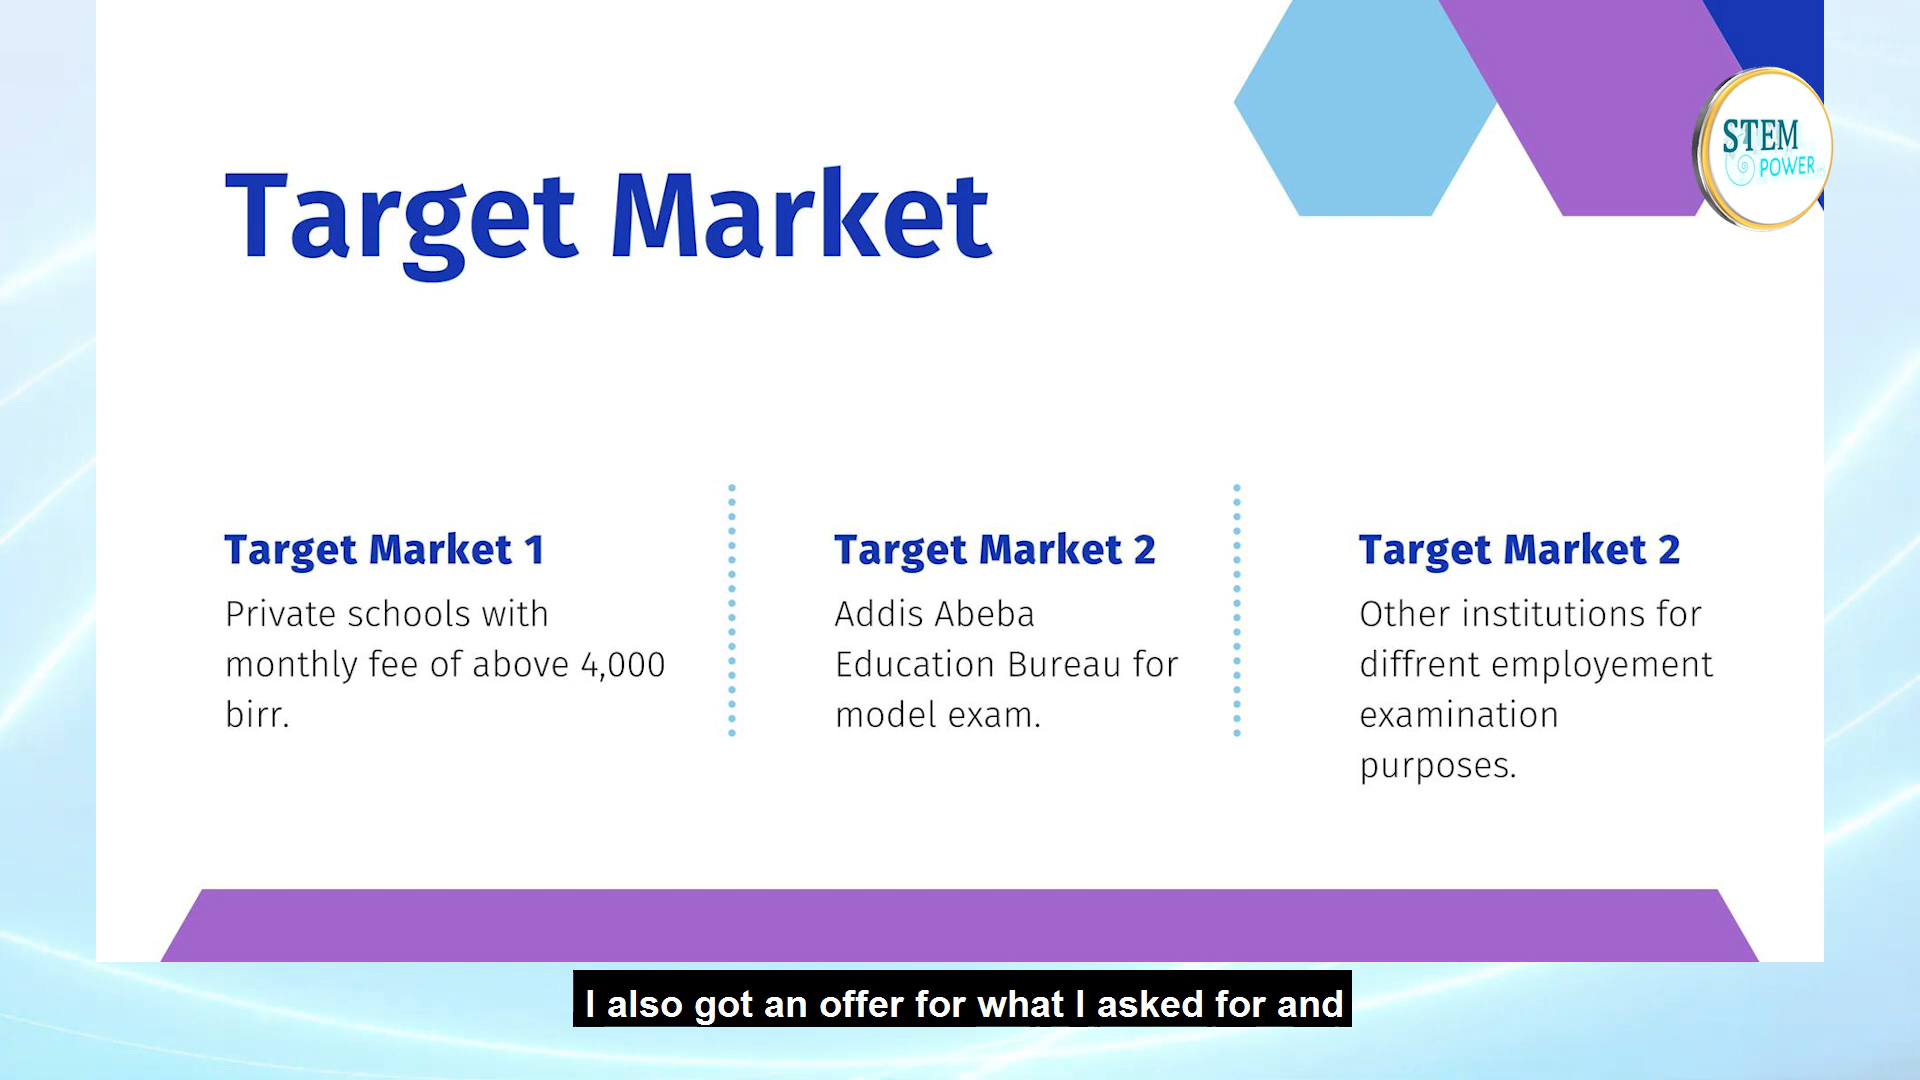 Target Market
STEM
POWER
Target Market 1
Private schools with
monthly fee of above 4,000
birr.
Target Market 2
Addis Abeba
Education Bureau for
model exam.
Target Market 2
Other institutions for
diffrent employement
examination
purposes.
I also got an offer for what I asked for and